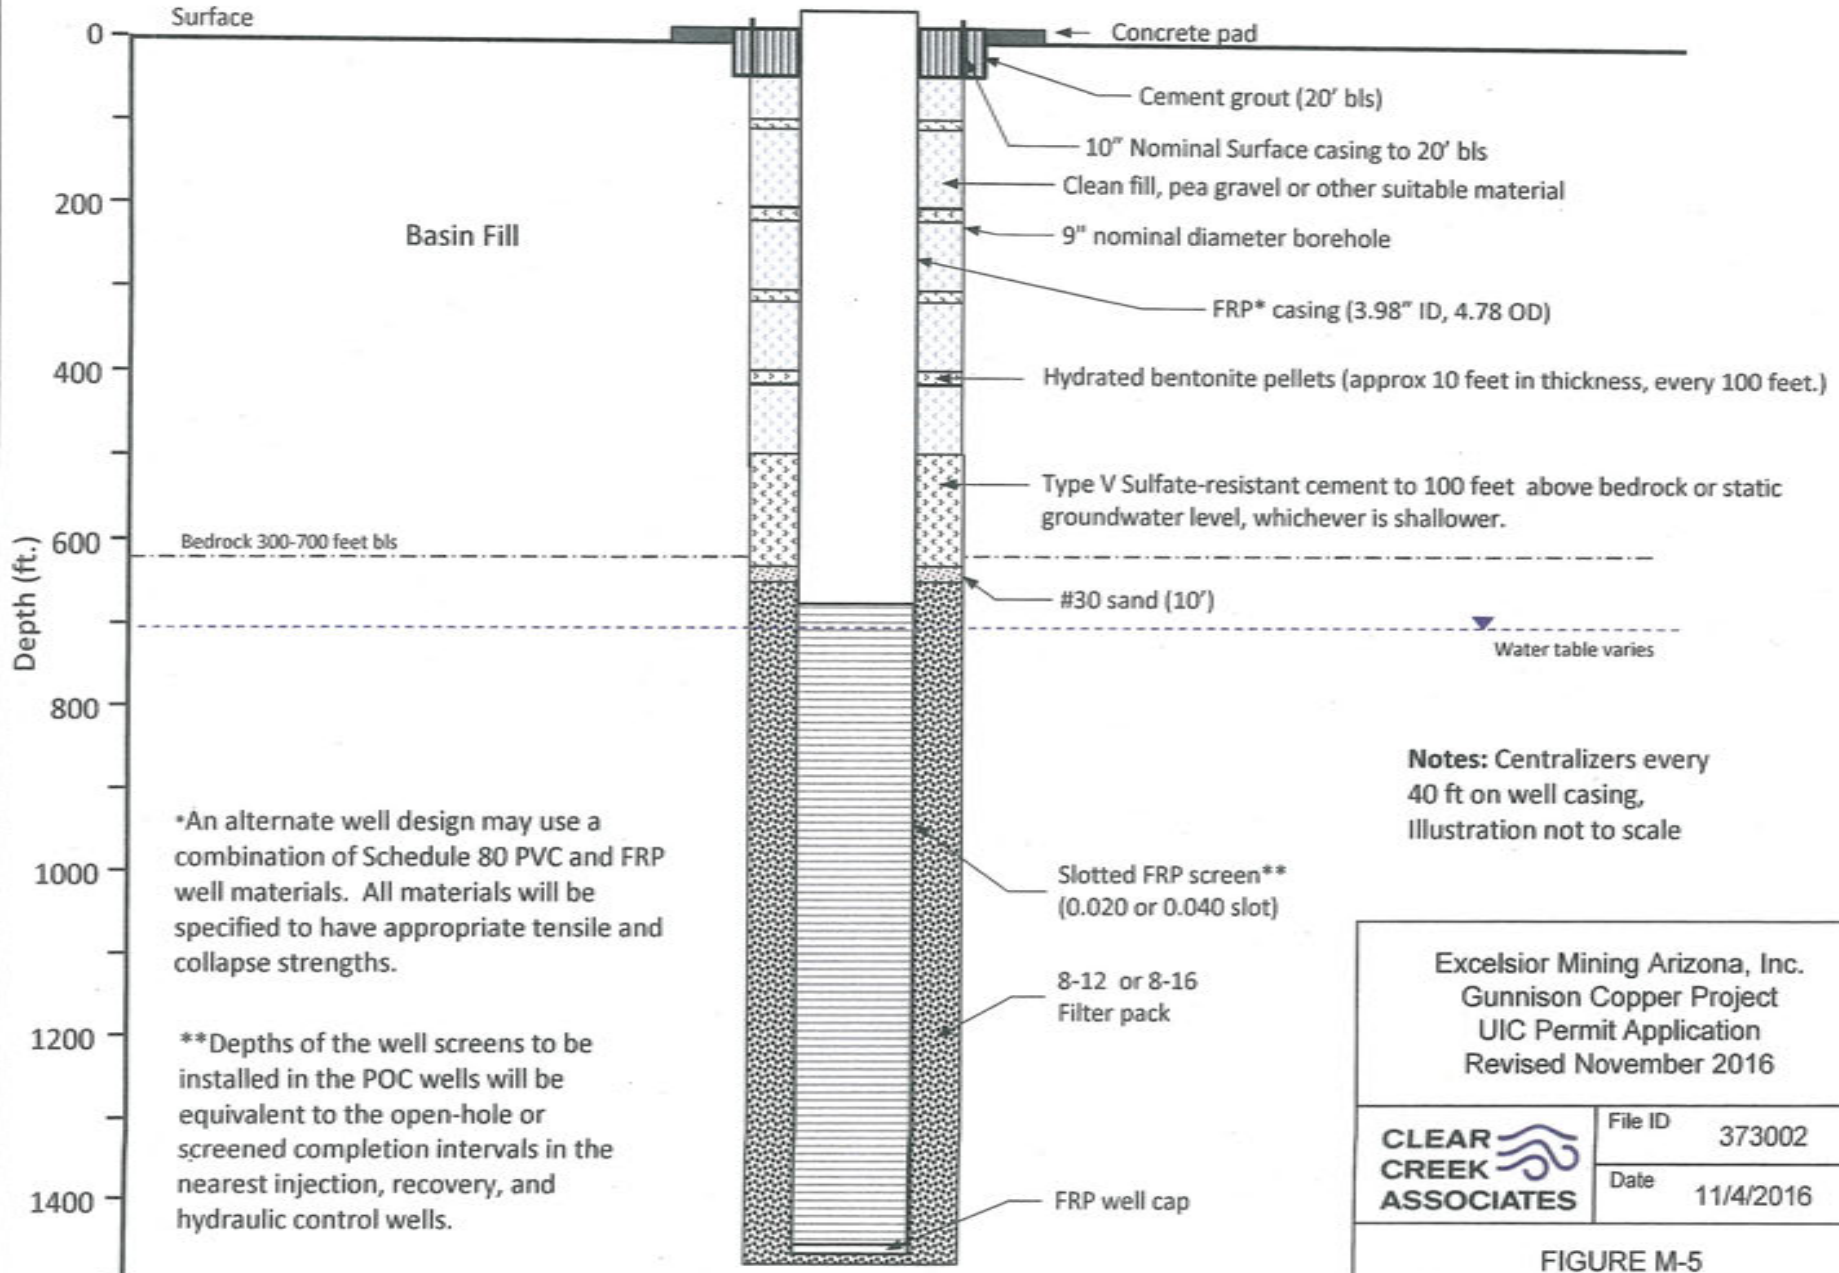 Surface
Concrete pad
Cement grout (20' bls)
10" Nominal Surface casing to 20' bls
Clean fill, pea gravel or other suitable material
9" nominal diameter borehole
FRP* casing (3.98" ID, 4.78 OD)
Hydrated bentonite pellets (approx 10 feet in thickness, every 100 feet.)
Type V Sulfate-resistant cement to 100 feet above bedrock or static
groundwater level, whichever is shallower.
#30 sand (10')
Water table varies
Slotted FRP screen**
(0.020 or 0.040 slot)
8-12 or 8-16
Filter pack
FRP well cap
Depth (ft.)
0
200
400
600
800
1000
1200
1400
Basin Fill
Bedrock 300-700 feet bls
*An alternate well design may use a
combination of Schedule 80 PVC and FRP
well materials. All materials will be
specified to have appropriate tensile and
collapse strengths.
**Depths of the well screens to be
installed in the POC wells will be
equivalent to the open-hole or
screened completion intervals in the
nearest injection, recovery, and
hydraulic control wells.
Notes: Centralizers every
40 ft on well casing,
Illustration not to scale
Excelsior Mining Arizona, Inc.
Gunnison Copper Project
UIC Permit Application
Revised November 2016
CLEAR
CREEK
ASSOCIATES
File ID
373002
Date
11/4/2016
FIGURE M-5